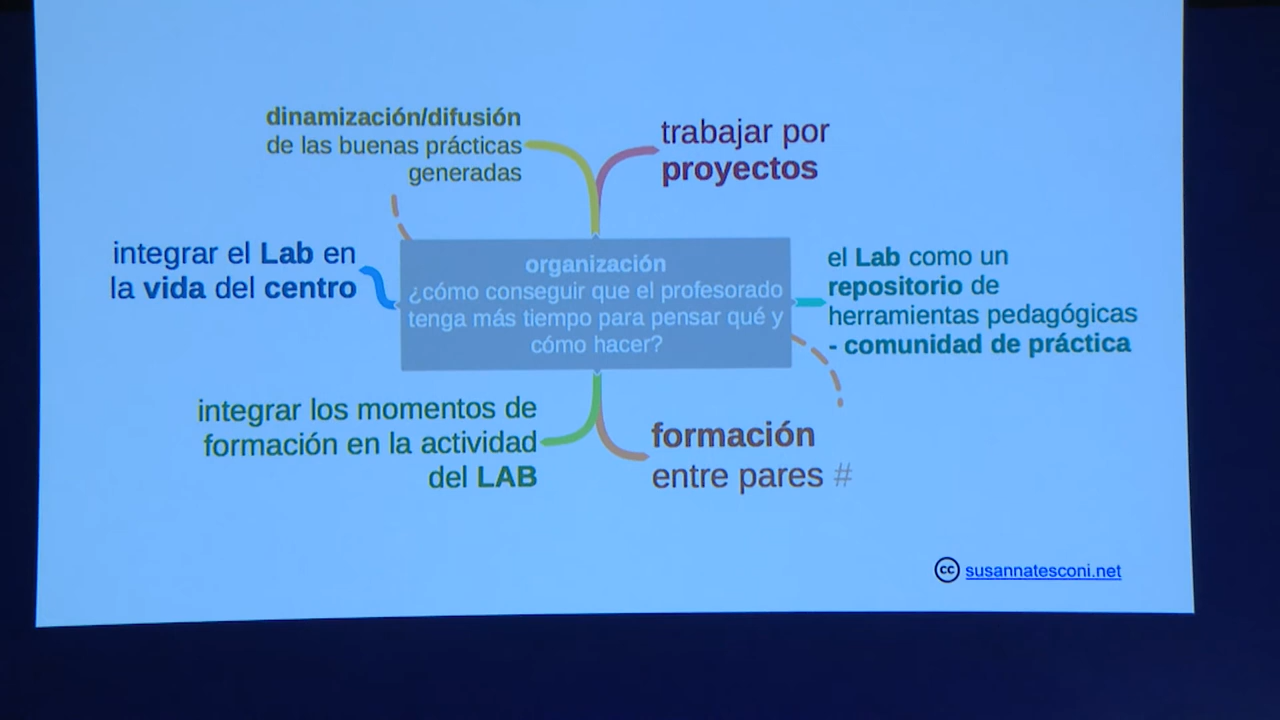 dinamización/difusión
de las buenas prácticas
generadas
trabajar por
proyectos
integrar el Lab en
la vida del centro
organización
¿cómo conseguir que el profesorado
tenga más tiempo para pensar qué y
cómo hacer?
el Lab como un
repositorio de
herramientas pedagógicas
- comunidad de práctica
integrar los momentos de
formación en la actividad
del LAB
formación
entre pares #
cc susannatesconi.net